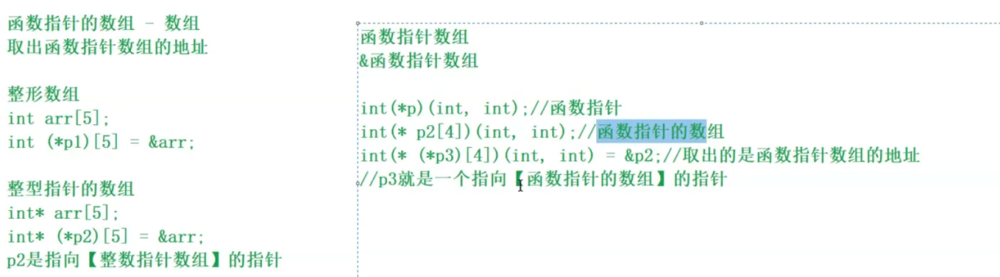 函数指针的数组 - 数组
取出函数指针数组的地址
整形数组
int arr[5];
int (*p1)[5] = &arr;
整型指针的数组
int* arr[5];
int* (*p2)[5] = &arr;
p2是指向【整数指针数组】的指针
函数指针数组
&函数指针数组
int(*p)(int, int);//函数指针
int(* p2[4])(int, int);//函数指针的数组
int(* (*p3)[4])(int, int) = &p2;//取出的是函数指针数组的地址
//p3就是一个指向【函数指针的数组】的指针